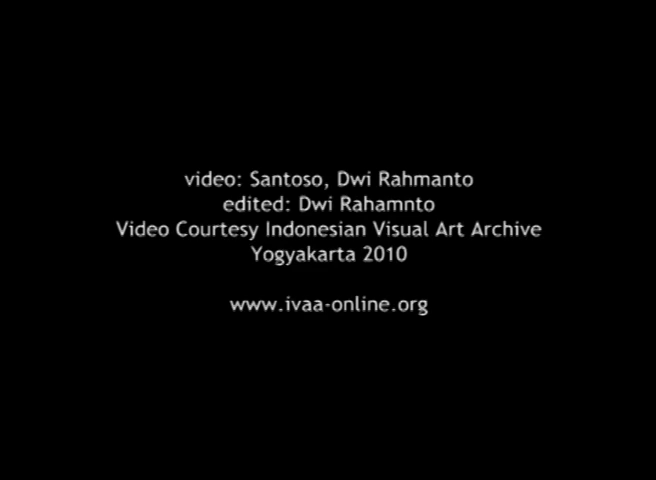 video: Santoso, Dwi Rahmanto
edited: Dwi Rahamnto
Video Courtesy Indonesian Visual Art Archive
Yogyakarta 2010
www.ivaa-online.org